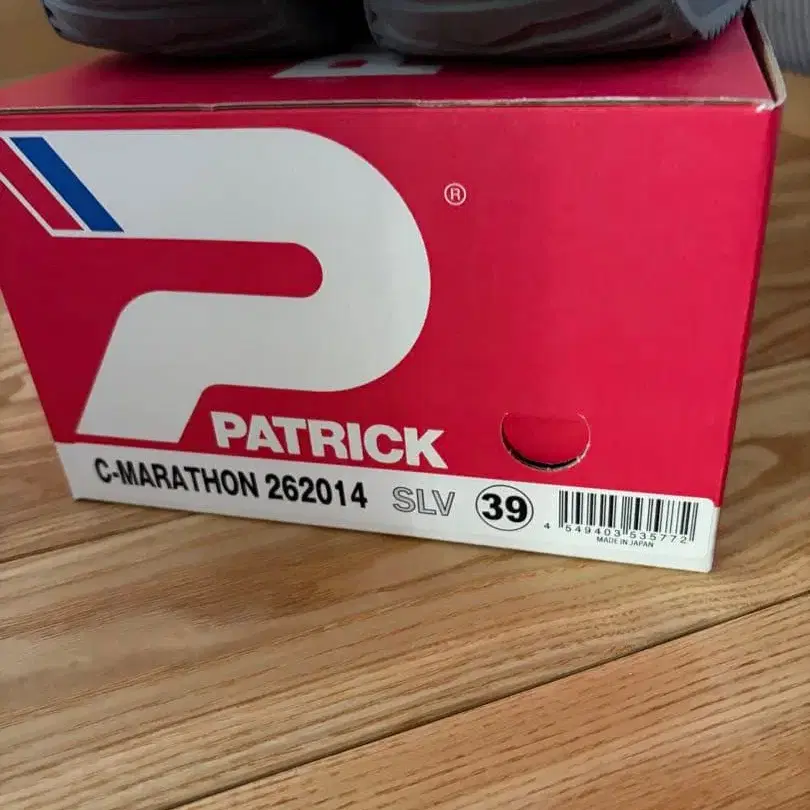 ®
PATRICK
C-MARATHON 262014 SLV 39
4 549403 535772
MADE IN JAPAN